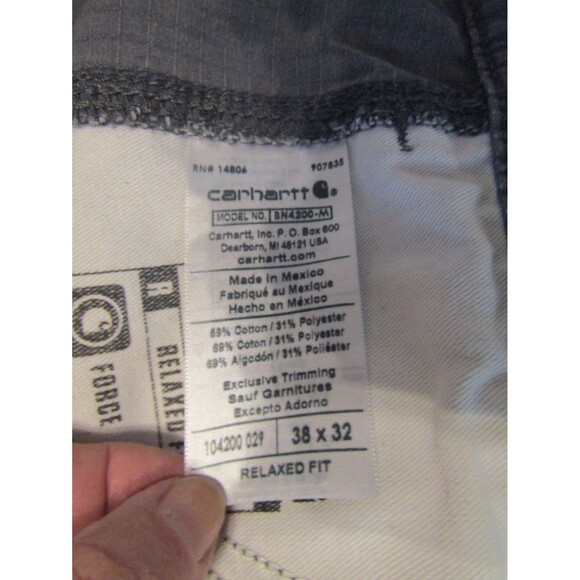 RN# 14806 907835
carhartt
MODEL NO. BN4200-M
Carhartt, Inc. P.O. Box 600
Dearborn, MI 48121 USA
carhartt.com
Made in Mexico
Fabriqué au Mexique
Hecho en México
69% Cotton / 31% Polyester
69% Coton / 31% Polyester
69% Algodón / 31% Poliéster
Exclusive Trimming
Sauf Garnitures
Excepto Adorno
104200 029 38 x 32
RELAXED FIT
FORCE
R
RELAXED